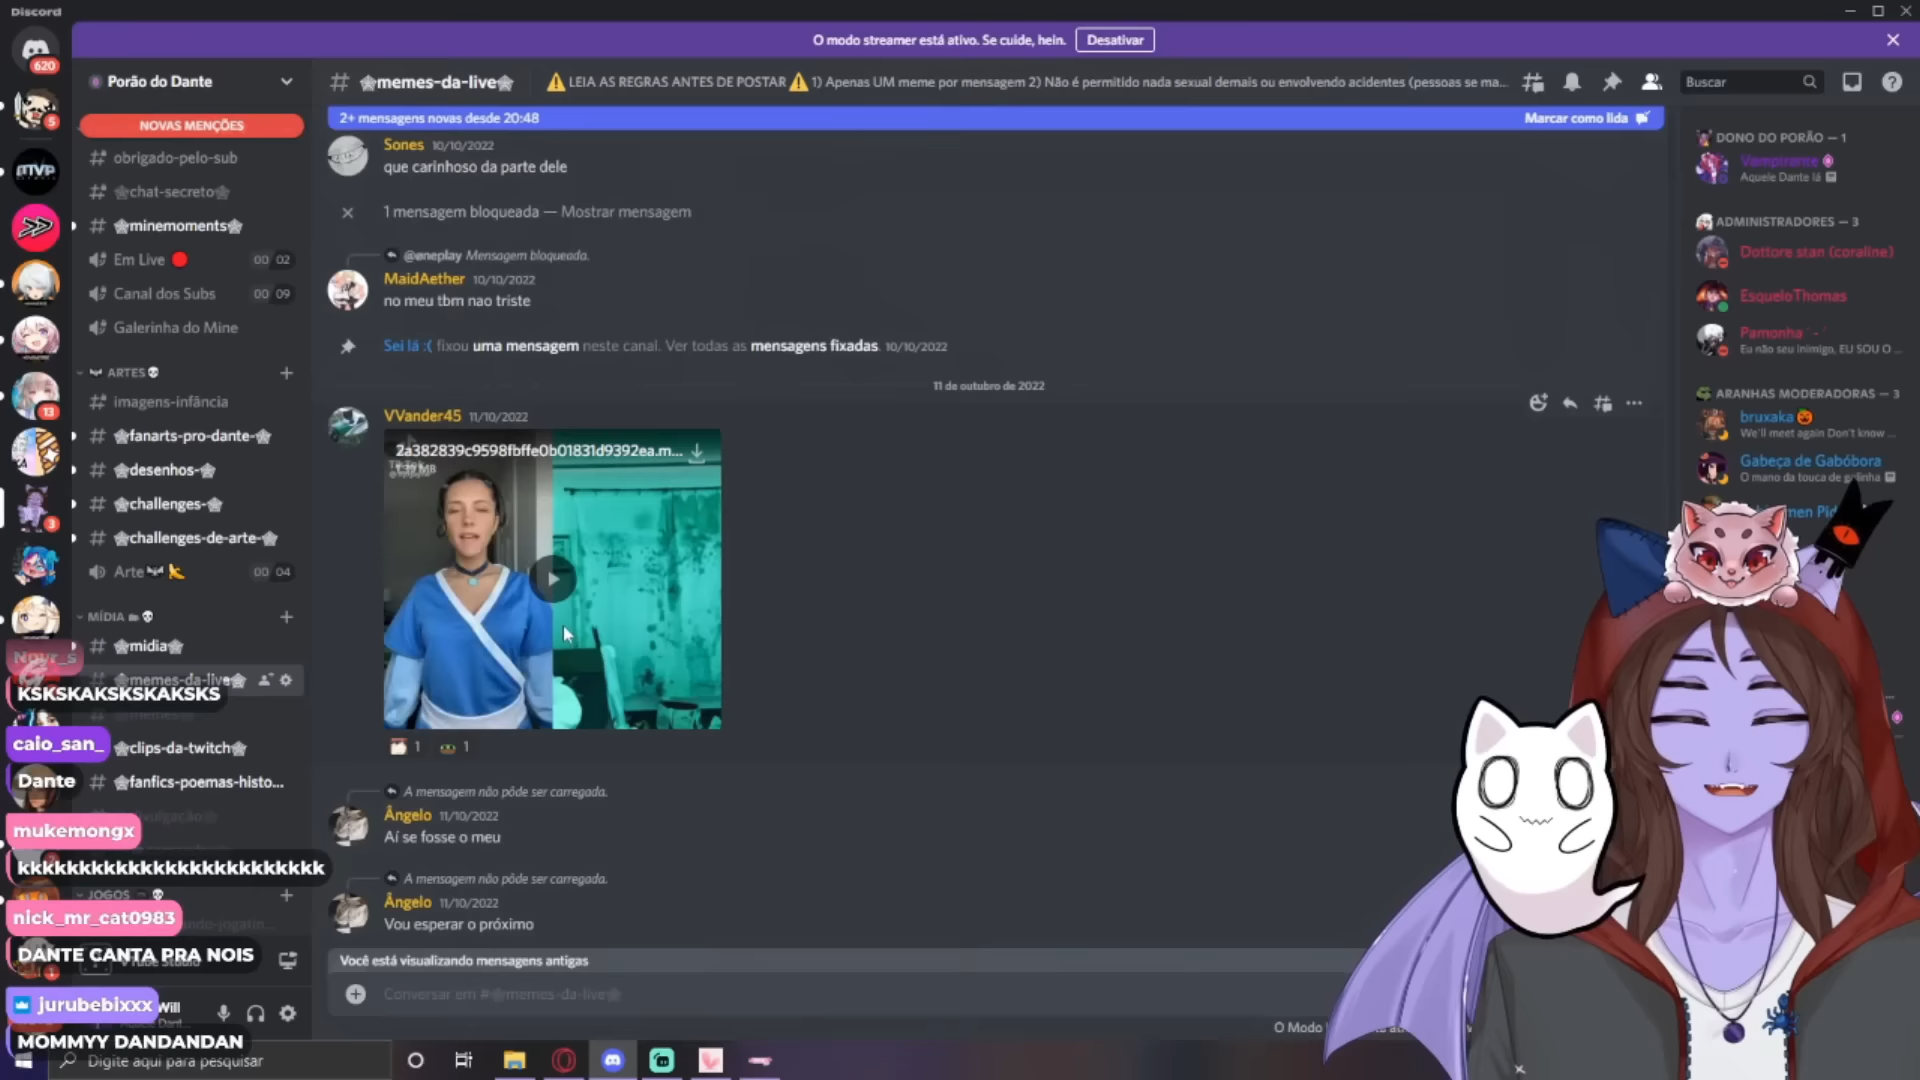 Discord
O modo streamer está ativo. Se cuide, hein.
Desativar
620
Porão do Dante
# memes-da-live
LEIA AS REGRAS ANTES DE POSTAR
1) Apenas UM meme por mensagem 2) Não é permitido nada sexual demais ou envolvendo acidentes (pessoas se ma...
Buscar
5
NOVAS MENÇÕES
2+ mensagens novas desde 20:48
Marcar como lida
obrigado-pelo-sub
chat-secreto
minemoments
Em Live
00 02
Canal dos Subs
00 09
Galerinha do Mine
ARTES
imagens-infância
13
fanarts-pro-dante-
desenhos-
challenges-
3
challenges-de-arte-
Arte
00 04
MÍDIA
midia
memes-da-live
memes
clips-da-twitch
fanfics-poemas-histo...
JOGOS
Sones 10/10/2022
que carinhoso da parte dele
1 mensagem bloqueada — Mostrar mensagem
@øneplay Mensagem bloqueada.
MaidAether 10/10/2022
no meu tbm nao triste
Sei lá :( fixou uma mensagem neste canal. Ver todas as mensagens fixadas. 10/10/2022
11 de outubro de 2022
VVander45 11/10/2022
2a382839c9598fbffe0b01831d9392ea.m...
1
1
A mensagem não pôde ser carregada.
Ângelo 11/10/2022
Aí se fosse o meu
A mensagem não pôde ser carregada.
Ângelo 11/10/2022
Vou esperar o próximo
Você está visualizando mensagens antigas
Conversar em # memes-da-live
DONO DO PORÃO — 1
Vampirante
Aquele Dante lá
ADMINISTRADORES — 3
Dottore stan (coraline)
EsqueloThomas
Pamonha ´ - ´
Eu não seu inimigo, EU SOU O ...
ARANHAS MODERADORAS — 3
bruxaka
We'll meet again Don't know ...
Gabeça de Gabóbora
O mano da touca de galinha
KSKSKAKSKSKAKSKS
caio_san_
Dante
mukemongx
kkkkkkkkkkkkkkkkkkkkkkkk
nick_mr_cat0983
DANTE CANTA PRA NOIS
jurubebixxx
Will
MOMMYY DANDANDAN
Digite aqui para pesquisar
O Modo